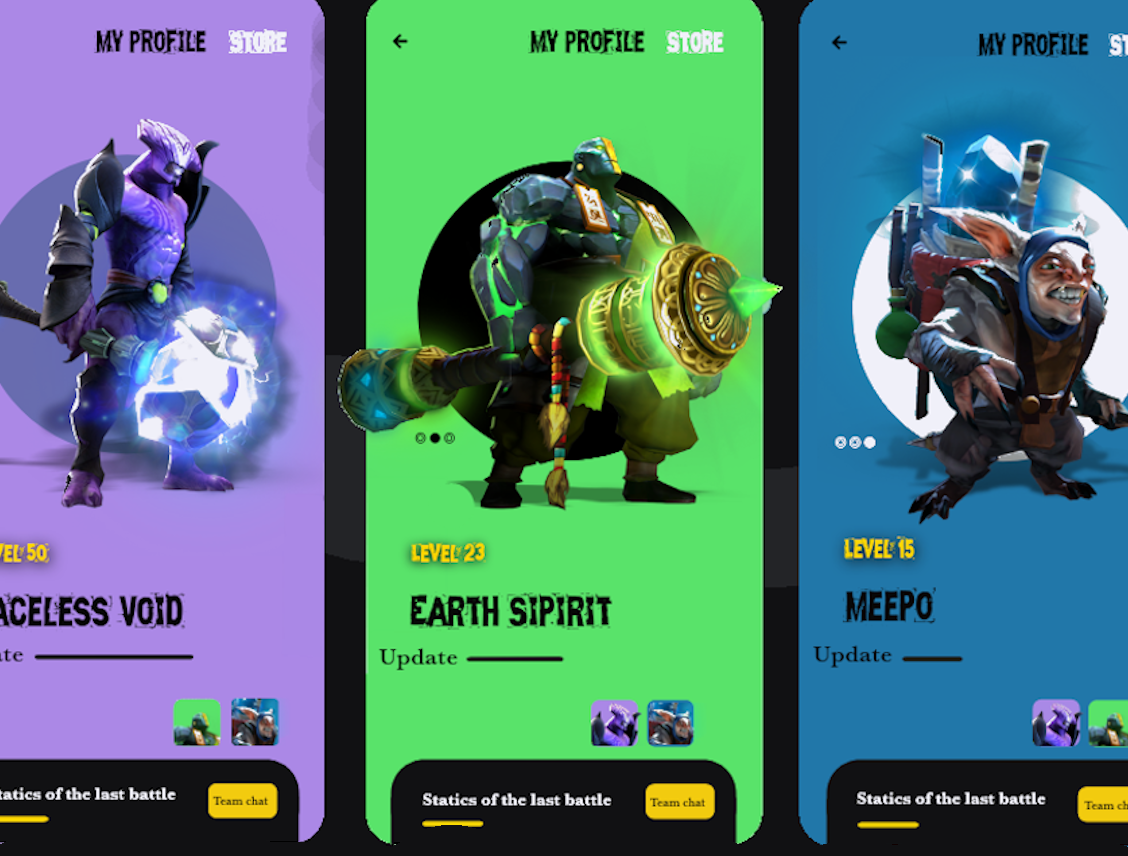 MY PROFILE STORE
VEL 50
ACELESS VOID
ate
tatics of the last battle
Team chat
MY PROFILE STORE
LEVEL 23
EARTH SIPIRIT
Update
Statics of the last battle
Team chat
MY PROFILE ST
LEVEL 15
MEEPO
Update
Statics of the last battle
Team ch